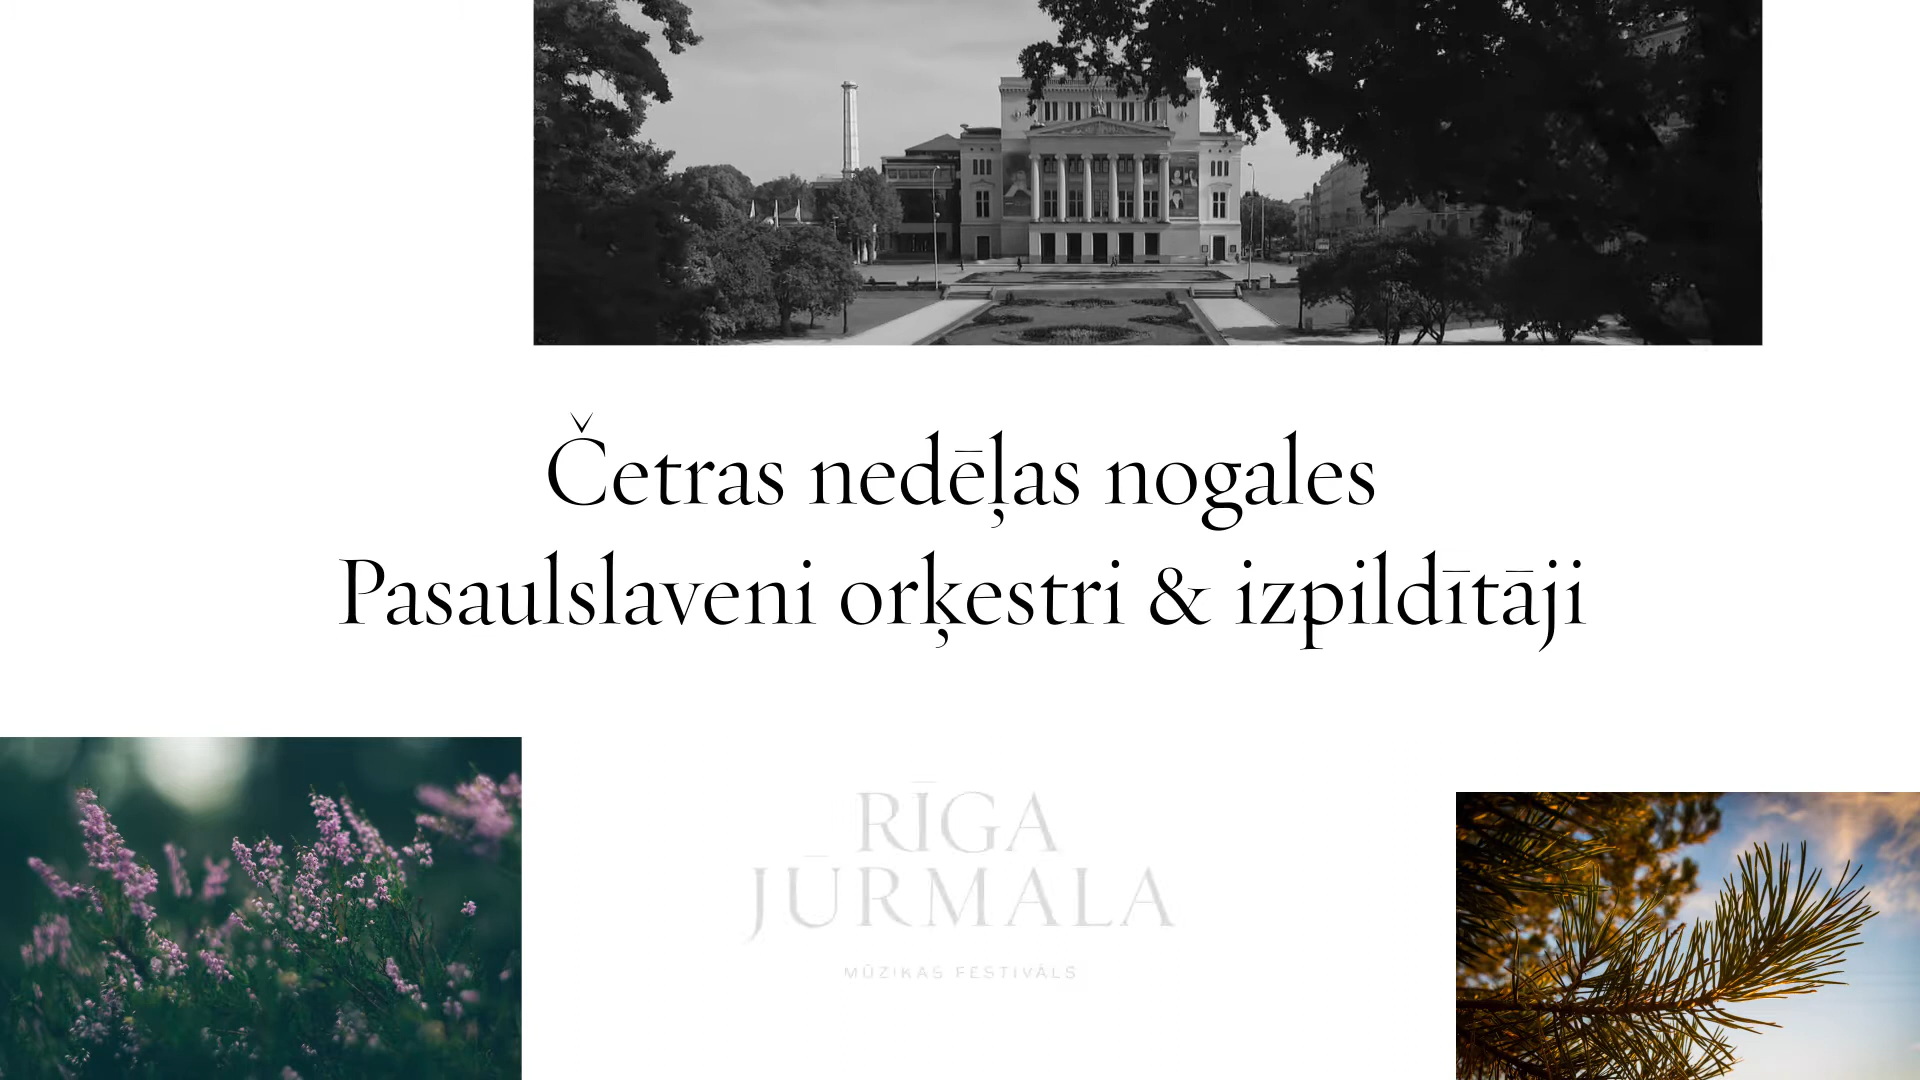 Četras nedēļas nogales
Pasaulslaveni orķestri & izpildītāji
RĪGA
JŪRMALA
MŪZIKAS FESTIVĀLS